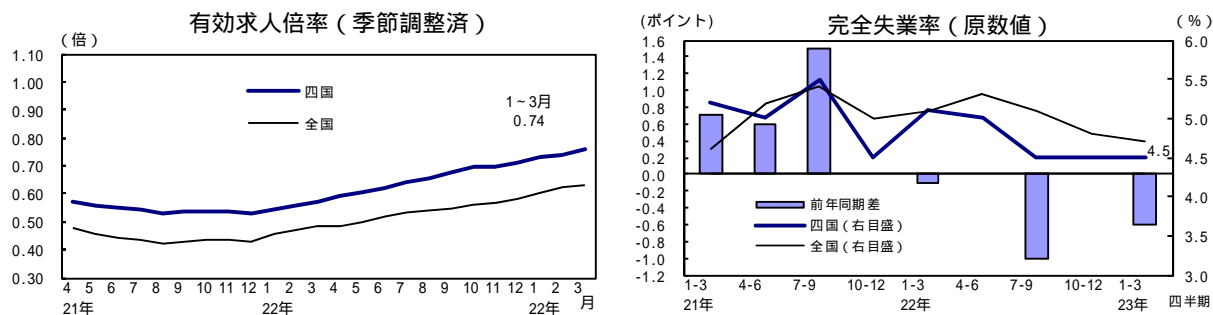 有効求人倍率（季節調整済）
（倍）
1.10
1.00
0.90
0.80
0.70
0.60
0.50
0.40
0.30
四国
全国
1～3月
0.74
4 5 6 7 8 9 10 11 12 1 2 3 4 5 6 7 8 9 10 11 12 1 2 3
21年 22年 22年 月
完全失業率（原数値）
(ポイント)
（％）
1.6
1.4
1.2
1.0
0.8
0.6
0.4
0.2
0.0
-0.2
-0.4
-0.6
-0.8
-1.0
-1.2
6.0
5.5
5.0
4.5
4.0
3.5
3.0
4.5
前年同期差
四国（右目盛）
全国（右目盛）
1-3 4-6 7-9 10-12 1-3 4-6 7-9 10-12 1-3
21年 22年 23年 四半期